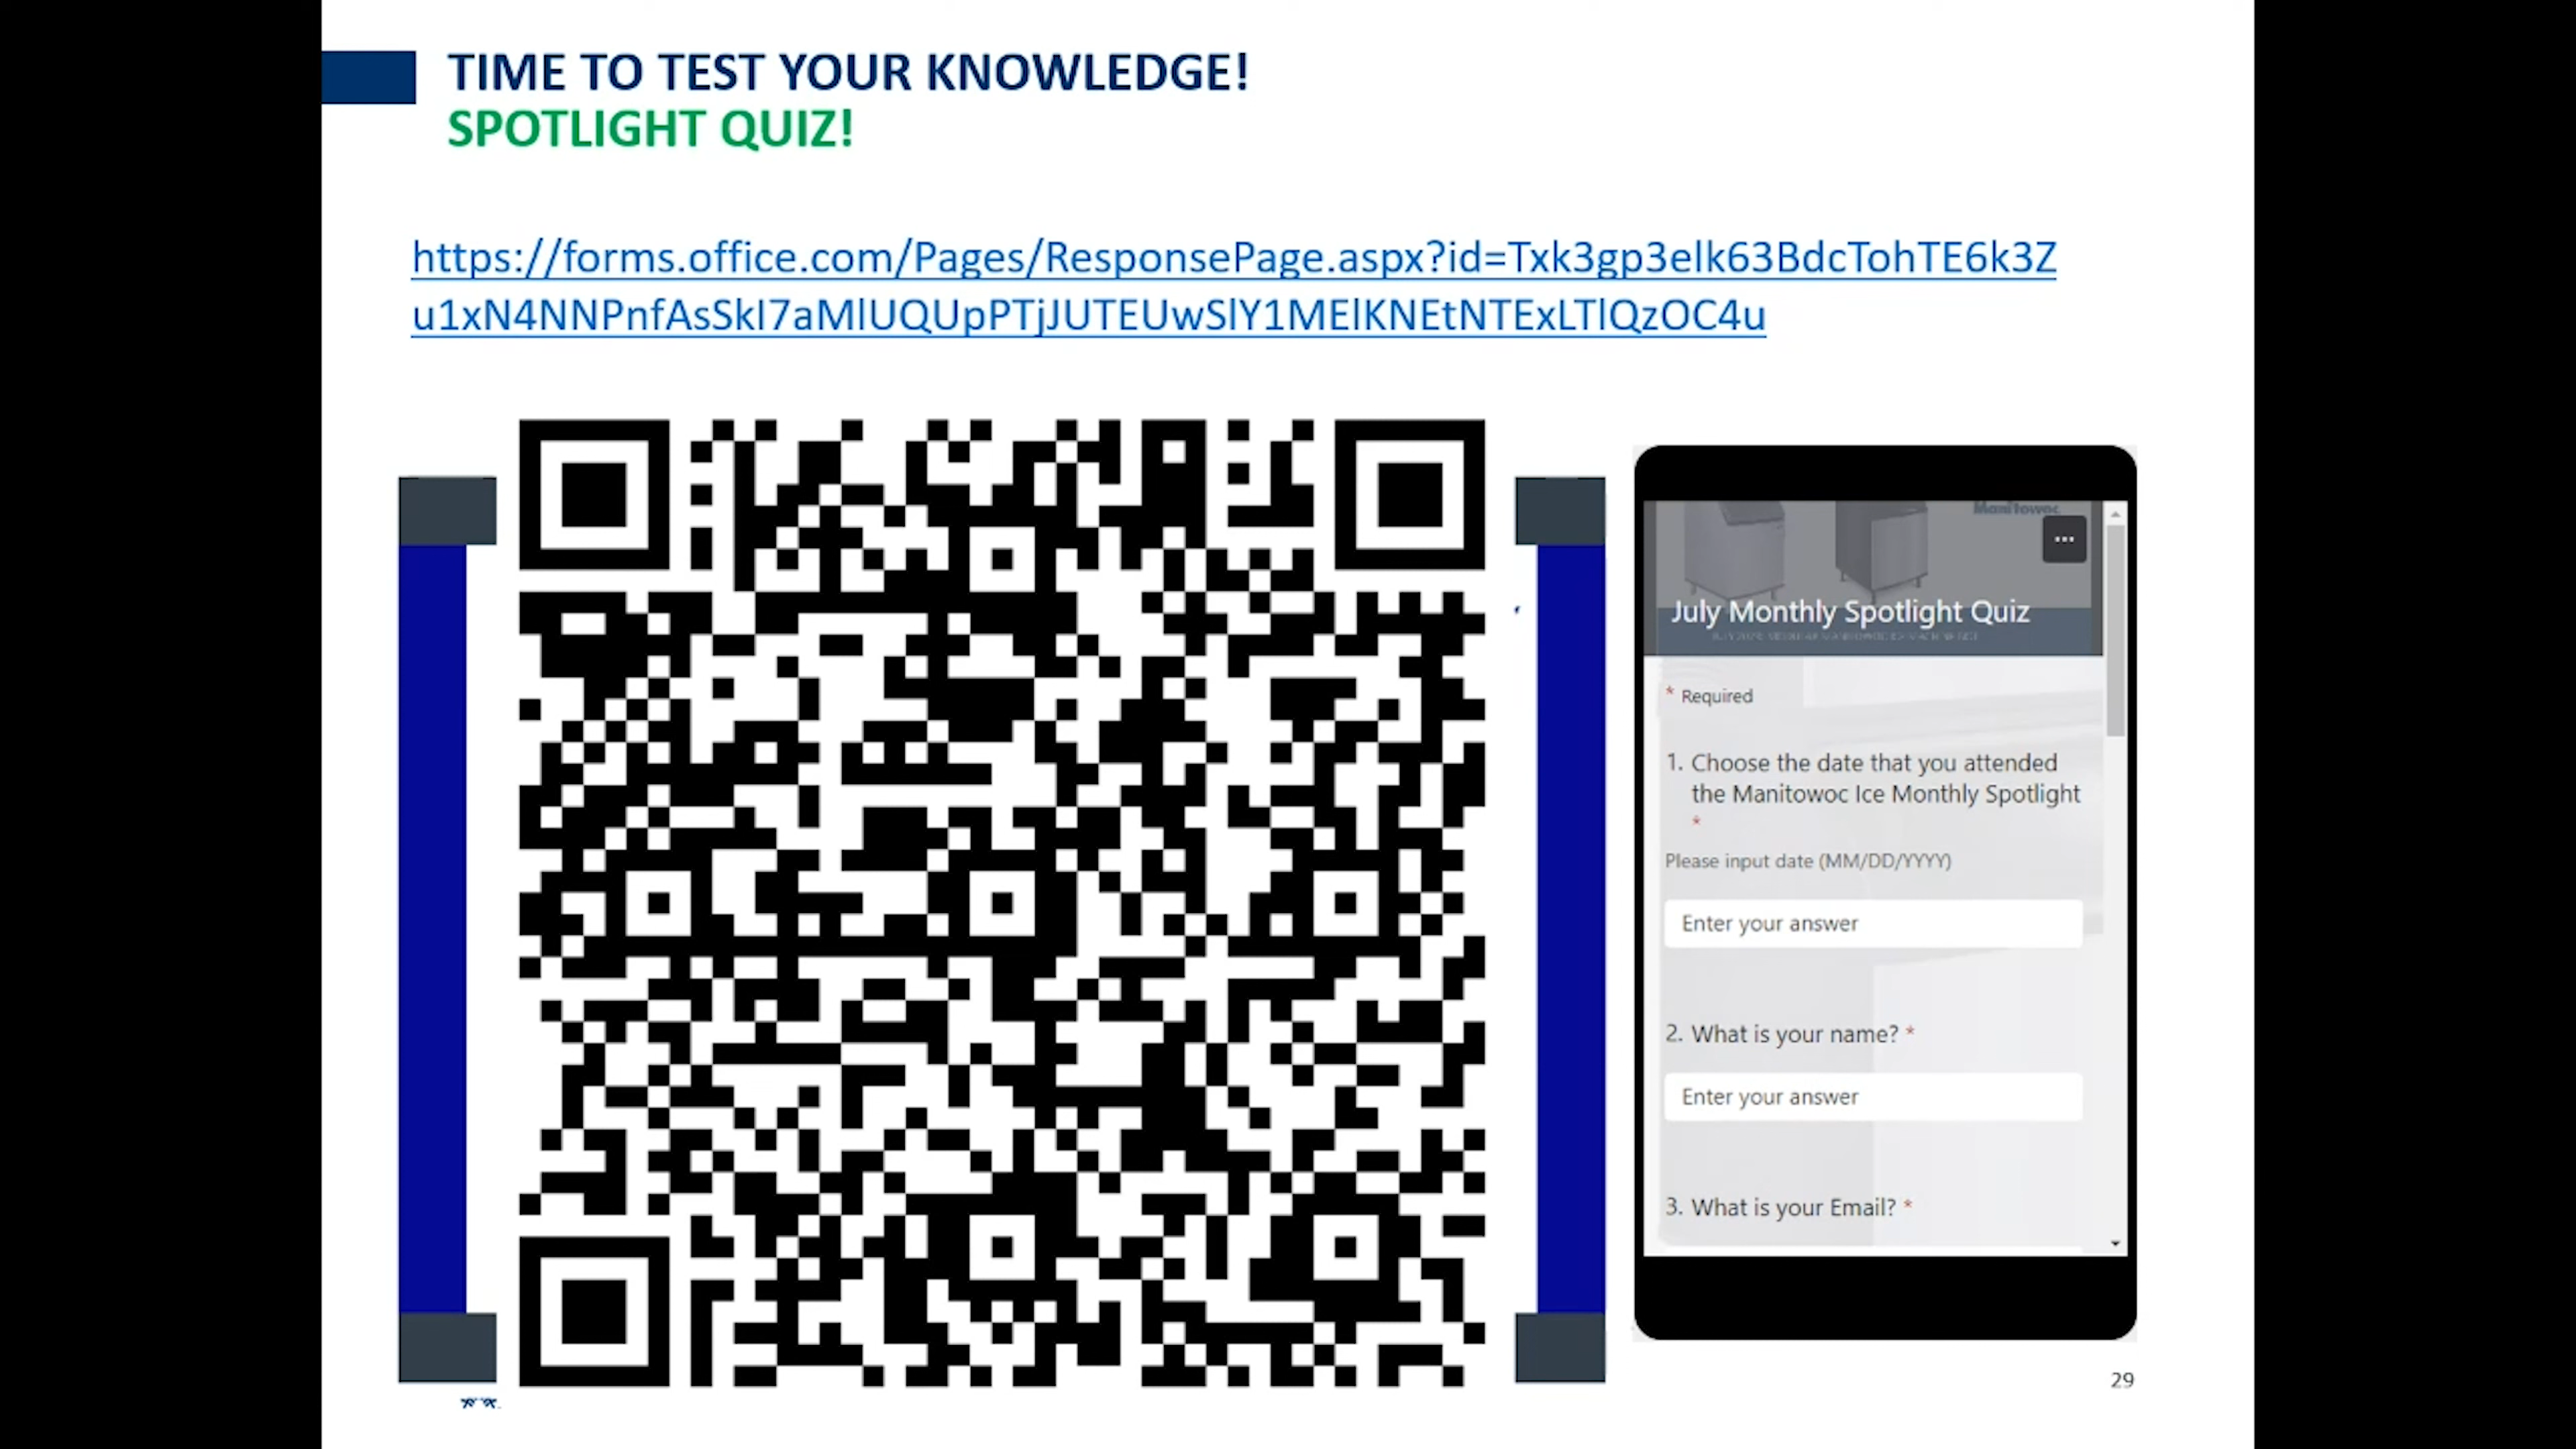 TIME TO TEST YOUR KNOWLEDGE!
SPOTLIGHT QUIZ!
https://forms.office.com/Pages/ResponsePage.aspx?id=Txk3gp3elk63BdcTohTE6k3Z
u1xN4NNPnfAsSkI7aMlUQUpPTjJUTEUwSlY1MElKNEtNTExLTlQzOC4u
Manitowoc
July Monthly Spotlight Quiz
* Required
1. Choose the date that you attended
the Manitowoc Ice Monthly Spotlight
*
Please input date (MM/DD/YYYY)
Enter your answer
2. What is your name? *
Enter your answer
3. What is your Email? *
29